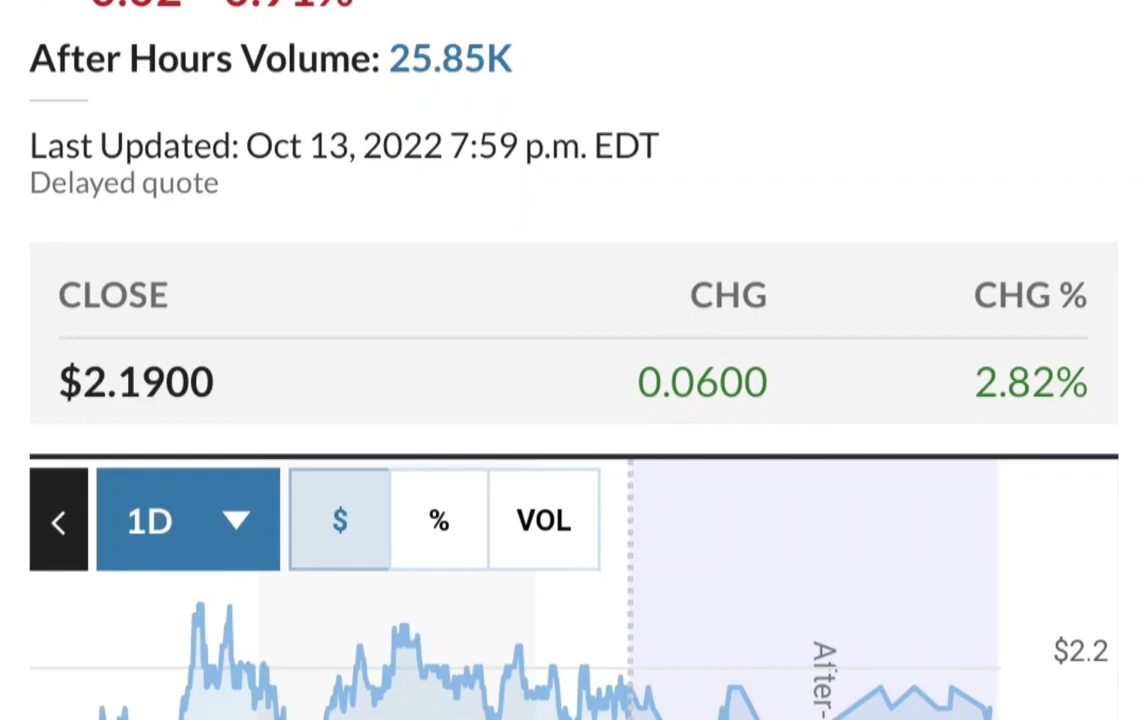 After Hours Volume: 25.85K
Last Updated: Oct 13, 2022 7:59 p.m. EDT
Delayed quote
CLOSE CHG CHG %
$2.1900 0.0600 2.82%
1D $ % VOL
$2.2
After-